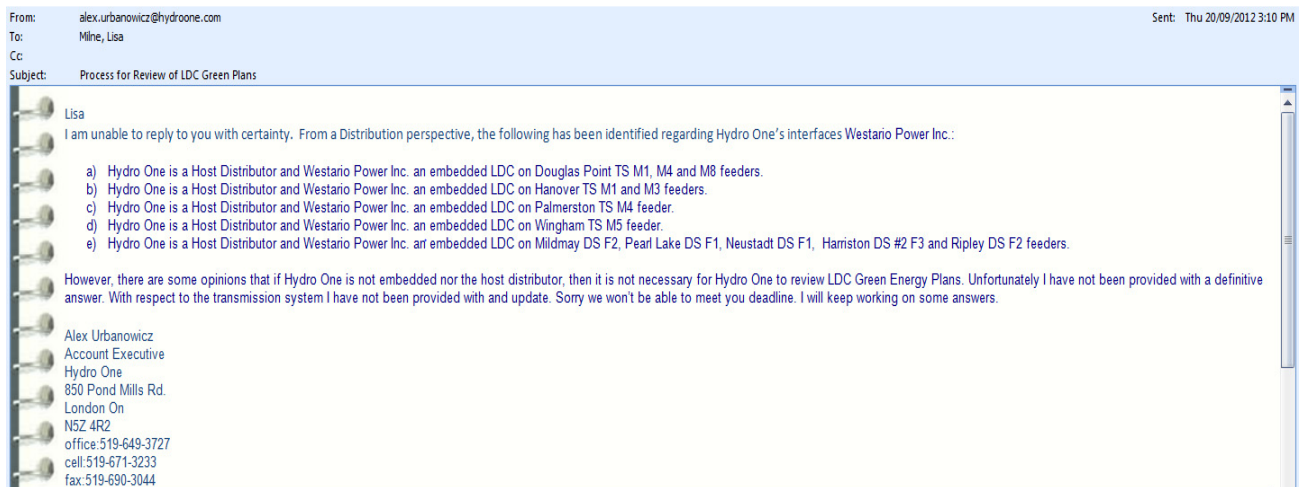 From: alex.urbanowicz@hydroone.com Sent: Thu 20/09/2012 3:10 PM
To: Milne, Lisa
Cc:
Subject: Process for Review of LDC Green Plans
Lisa
I am unable to reply to you with certainty. From a Distribution perspective, the following has been identified regarding Hydro One's interfaces Westario Power Inc.:
a) Hydro One is a Host Distributor and Westario Power Inc. an embedded LDC on Douglas Point TS M1, M4 and M8 feeders.
b) Hydro One is a Host Distributor and Westario Power Inc. an embedded LDC on Hanover TS M1 and M3 feeders.
c) Hydro One is a Host Distributor and Westario Power Inc. an embedded LDC on Palmerston TS M4 feeder.
d) Hydro One is a Host Distributor and Westario Power Inc. an embedded LDC on Wingham TS M5 feeder.
e) Hydro One is a Host Distributor and Westario Power Inc. an embedded LDC on Mildmay DS F2, Pearl Lake DS F1, Neustadt DS F1, Harriston DS #2 F3 and Ripley DS F2 feeders.
However, there are some opinions that if Hydro One is not embedded nor the host distributor, then it is not necessary for Hydro One to review LDC Green Energy Plans. Unfortunately I have not been provided with a definitive
answer. With respect to the transmission system I have not been provided with and update. Sorry we won't be able to meet you deadline. I will keep working on some answers.
Alex Urbanowicz
Account Executive
Hydro One
850 Pond Mills Rd.
London On
N5Z 4R2
office:519-649-3727
cell:519-671-3233
fax:519-690-3044